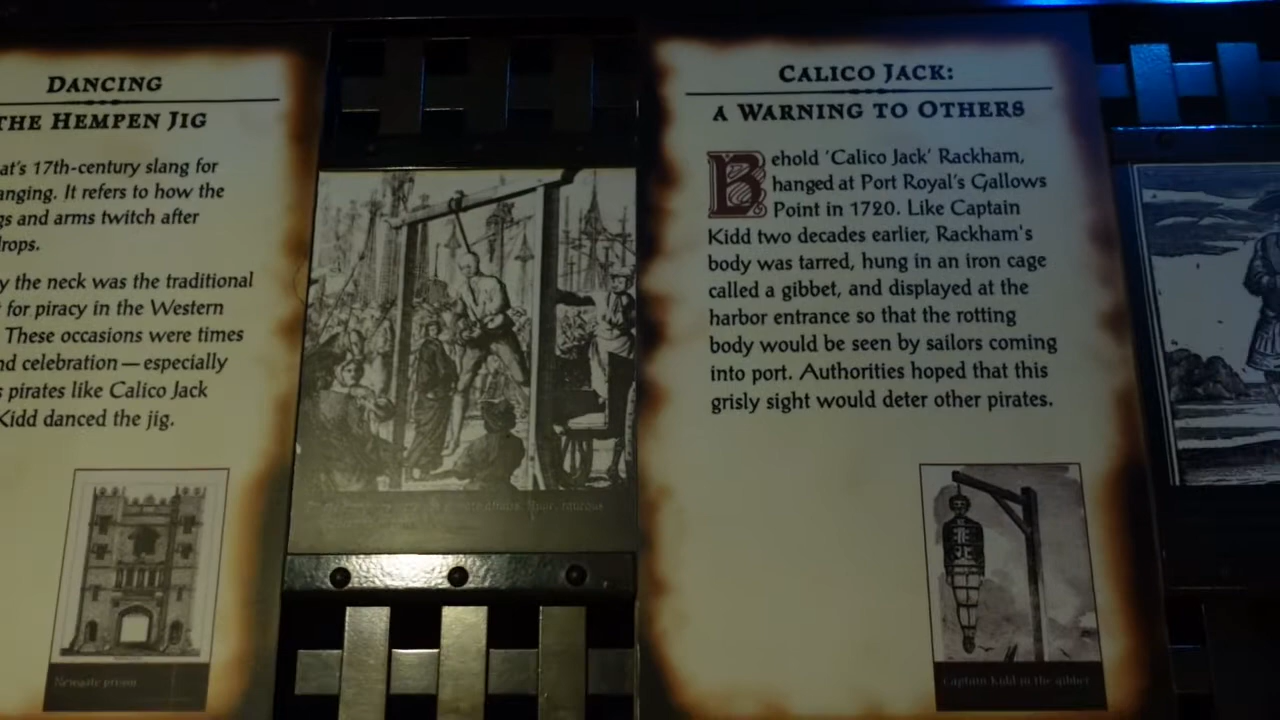 DANCING
THE HEMPEN JIG
at's 17th-century slang for
anging. It refers to how the
gs and arms twitch after
drops.
y the neck was the traditional
for piracy in the Western
These occasions were times
nd celebration — especially
s pirates like Calico Jack
Kidd danced the jig.
Newgate prison
CALICO JACK:
A WARNING TO OTHERS
Behold 'Calico Jack' Rackham,
hanged at Port Royal's Gallows
Point in 1720. Like Captain
Kidd two decades earlier, Rackham's
body was tarred, hung in an iron cage
called a gibbet, and displayed at the
harbor entrance so that the rotting
body would be seen by sailors coming
into port. Authorities hoped that this
grisly sight would deter other pirates.
Captain Kidd in the gibbet